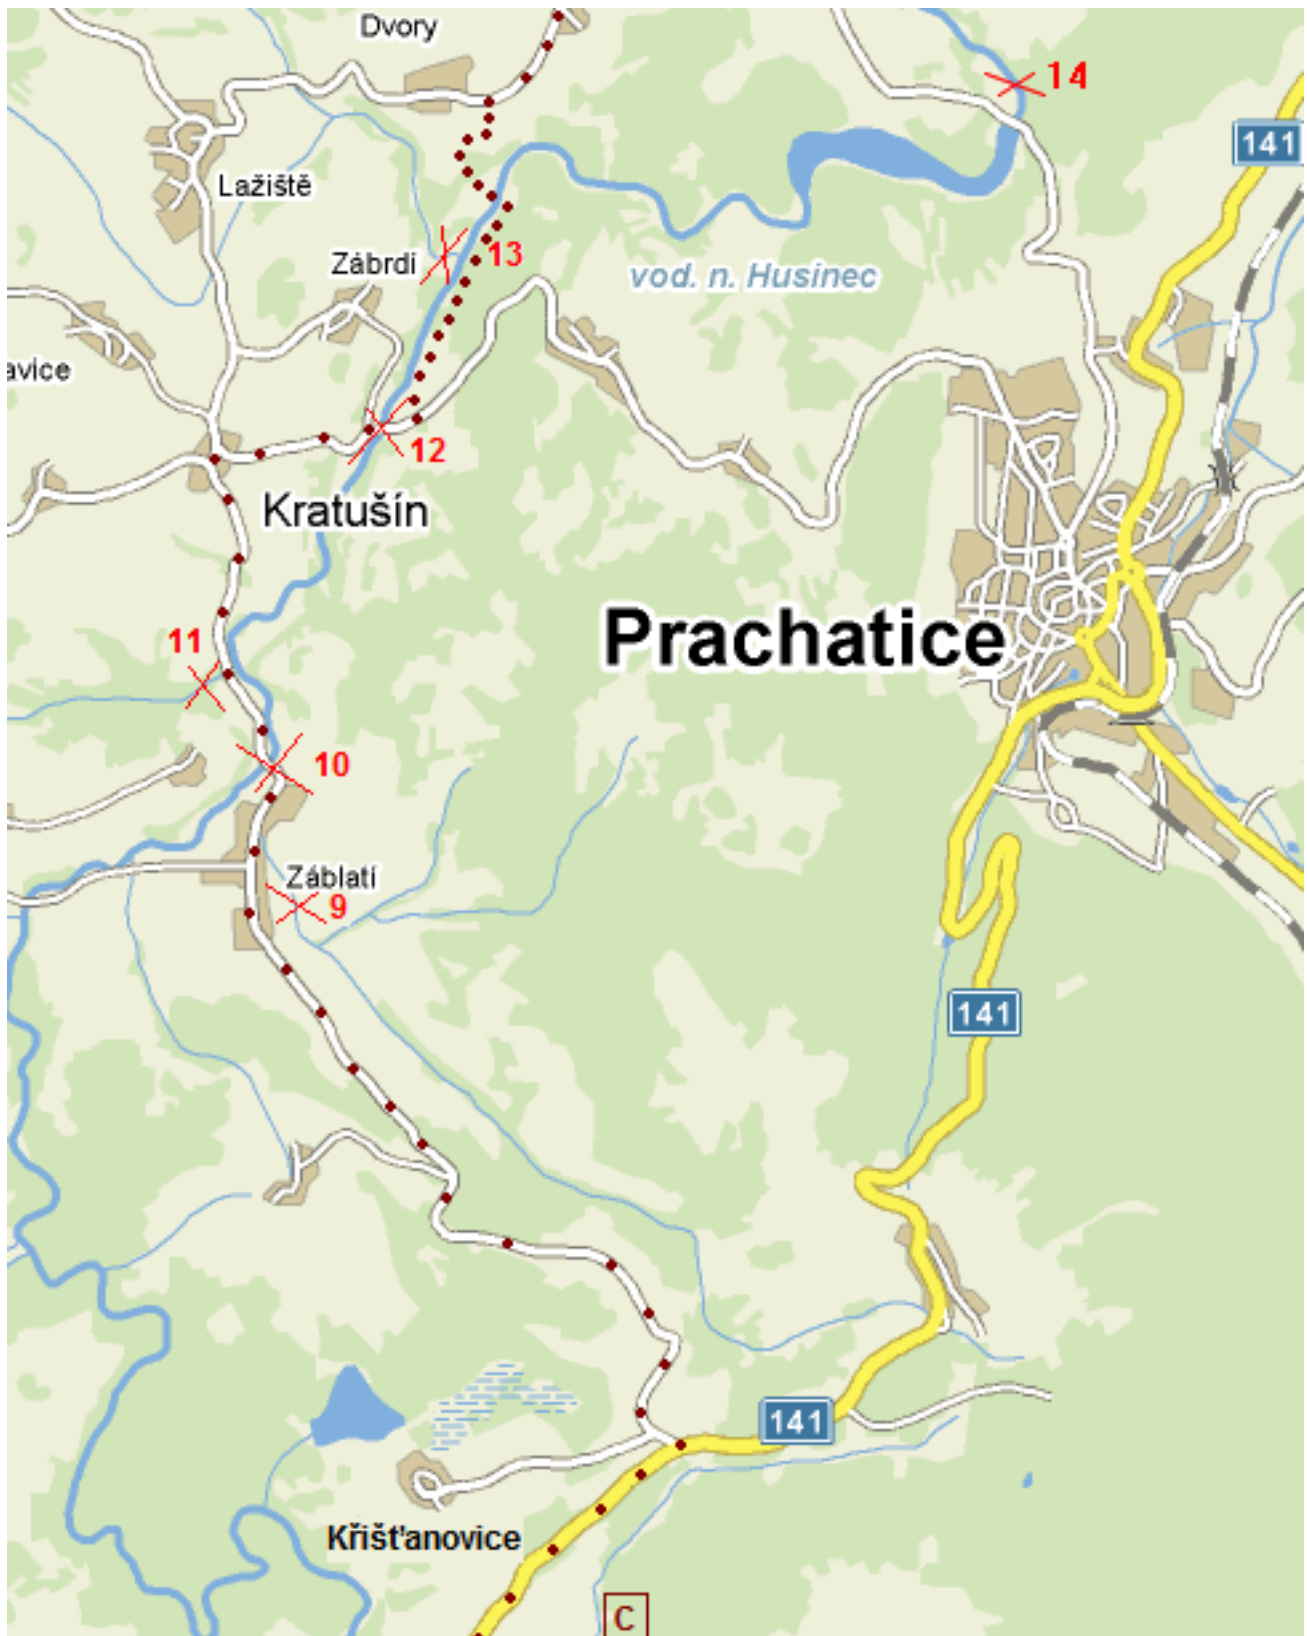 Dvory
14
141
Lažiště
Zábrdí
13
vod. n. Husinec
avice
12
Kratušín
11
Prachatice
10
Záblatí
9
141
141
Křišťanovice
C